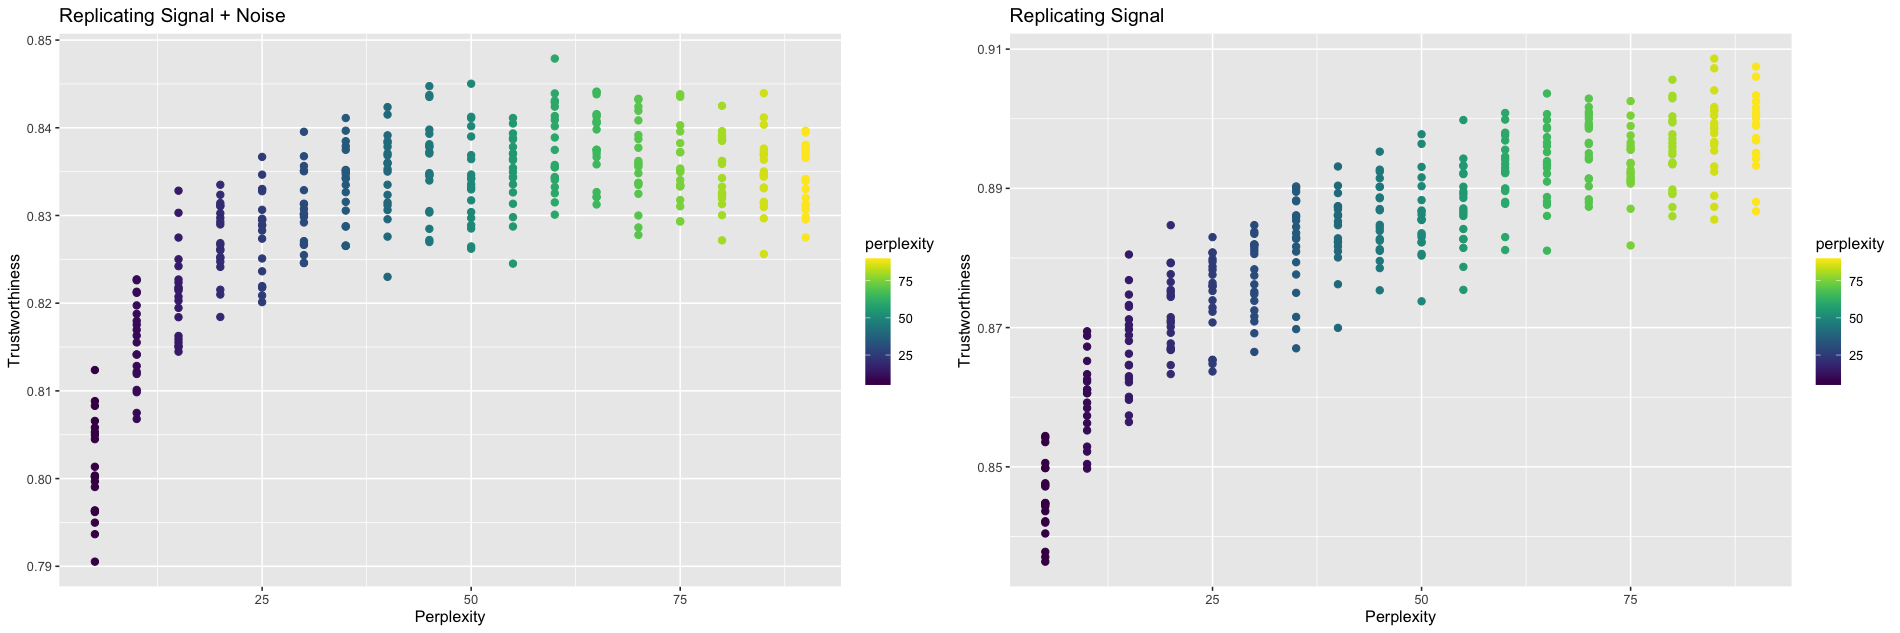 Replicating Signal + Noise
0.85
0.84
0.83
0.82
0.81
0.80
0.79
Trustworthiness
25
50
75
Perplexity
perplexity
75
50
25
Replicating Signal
0.91
0.89
0.87
0.85
Trustworthiness
25
50
75
Perplexity
perplexity
75
50
25